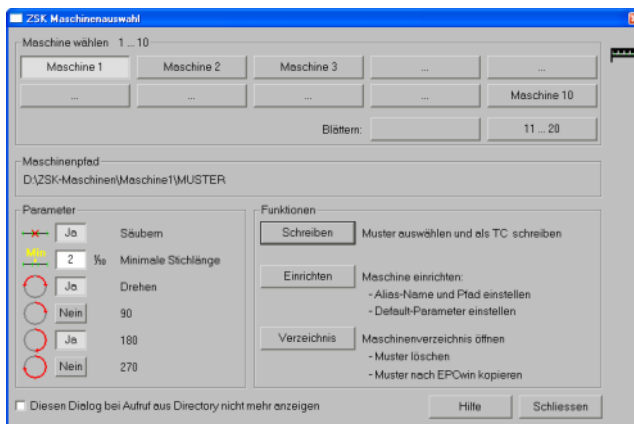 ZSK Maschinenauswahl
Maschine wählen 1 ... 10
Maschine 1 Maschine 2 Maschine 3 ... ...
... ... ... ... Maschine 10
Blättern: 11 ... 20
Maschinenpfad
D:\ZSK-Maschinen\Maschine1\MUSTER
Parameter
Ja Säubern
Min 2 1/10 Minimale Stichlänge
Ja Drehen
Nein 90
Ja 180
Nein 270
Funktionen
Schreiben Muster auswählen und als TC schreiben
Einrichten Maschine einrichten:
- Alias-Name und Pfad einstellen
- Default-Parameter einstellen
Verzeichnis Maschinenverzeichnis öffnen
- Muster löschen
- Muster nach EPCwin kopieren
Diesen Dialog bei Aufruf aus Directory nicht mehr anzeigen
Hilfe Schliessen